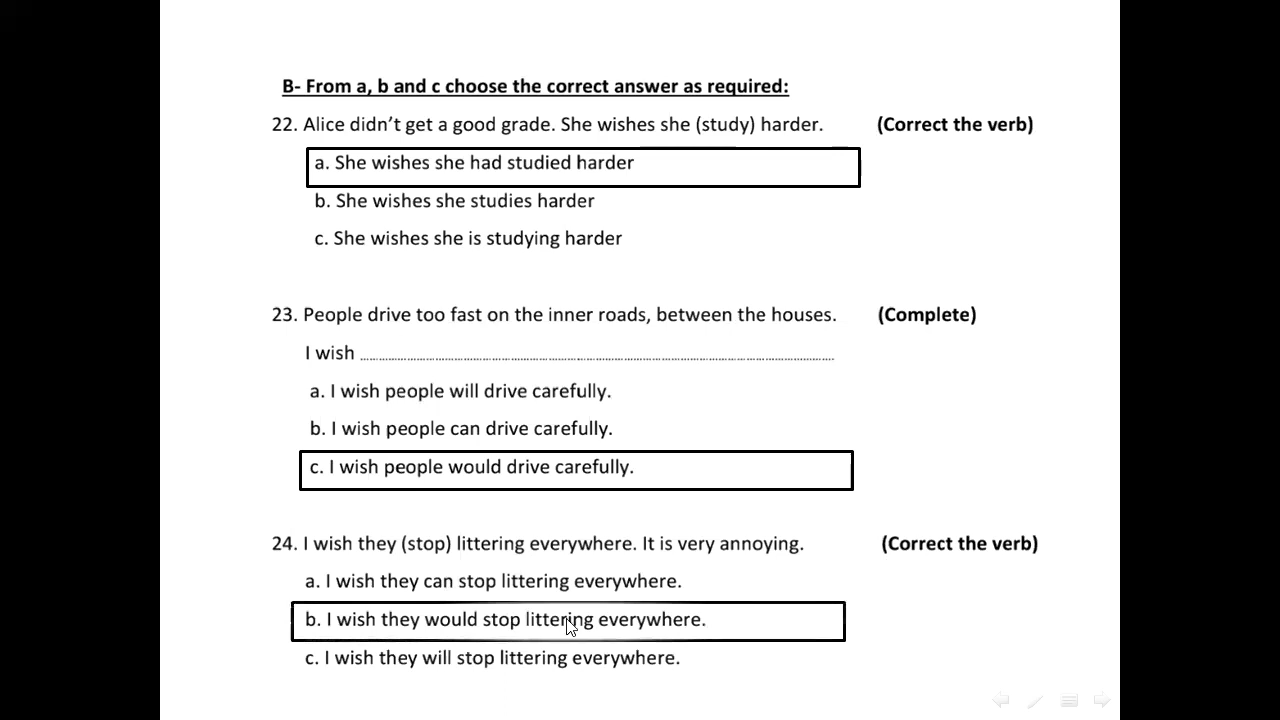 B- From a, b and c choose the correct answer as required:
22. Alice didn’t get a good grade. She wishes she (study) harder. (Correct the verb)
a. She wishes she had studied harder
b. She wishes she studies harder
c. She wishes she is studying harder
23. People drive too fast on the inner roads, between the houses. (Complete)
I wish ........................................................................................................
a. I wish people will drive carefully.
b. I wish people can drive carefully.
c. I wish people would drive carefully.
24. I wish they (stop) littering everywhere. It is very annoying. (Correct the verb)
a. I wish they can stop littering everywhere.
b. I wish they would stop littering everywhere.
c. I wish they will stop littering everywhere.